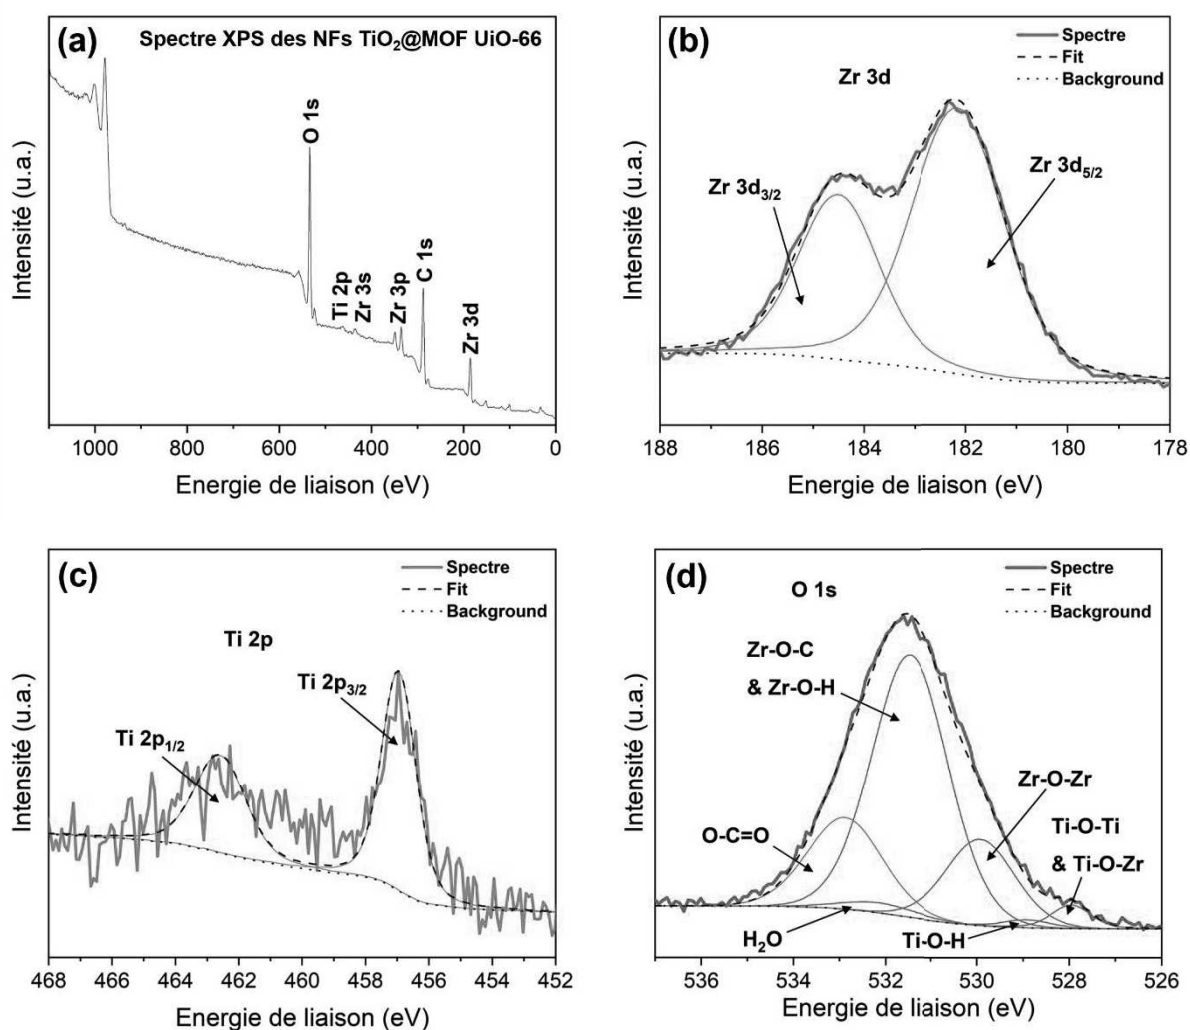 (a)
Spectre XPS des NFs TiO₂@MOF UiO-66
O 1s
Ti 2p
Zr 3s
Zr 3p
C 1s
Zr 3d
Intensité (u.a.)
1000 800 600 400 200 0
Energie de liaison (eV)
(b)
Spectre
Fit
Background
Zr 3d
Zr 3d₃/₂
Zr 3d₅/₂
Intensité (u.a.)
188 186 184 182 180 178
Energie de liaison (eV)
(c)
Spectre
Fit
Background
Ti 2p
Ti 2p₃/₂
Ti 2p₁/₂
Intensité (u.a.)
468 466 464 462 460 458 456 454 452
Energie de liaison (eV)
(d)
Spectre
Fit
Background
O 1s
Zr-O-C
& Zr-O-H
Zr-O-Zr
Ti-O-Ti
& Ti-O-Zr
O-C=O
H₂O
Ti-O-H
Intensité (u.a.)
536 534 532 530 528 526
Energie de liaison (eV)